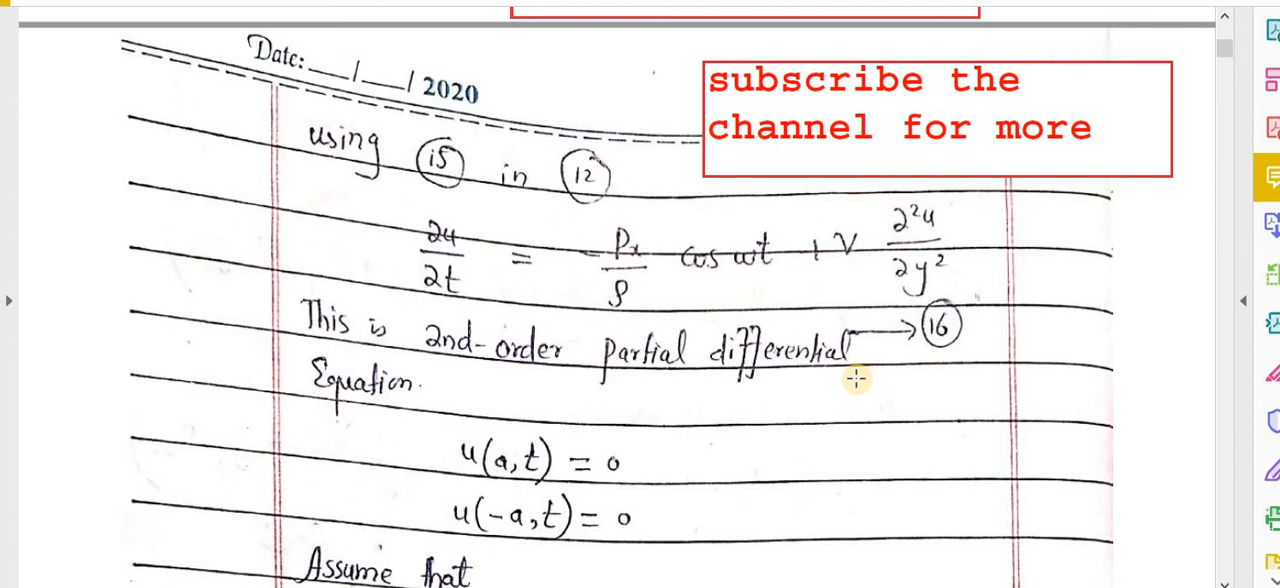 Date: __/__/ 2020
subscribe the
channel for more
using (15) in (12)
∂u/∂t = -Px/ρ cos wt + ν ∂²u/∂y²
This is 2nd-order partial differential → (16)
Equation.
u(a,t) = 0
u(-a,t) = 0
Assume that